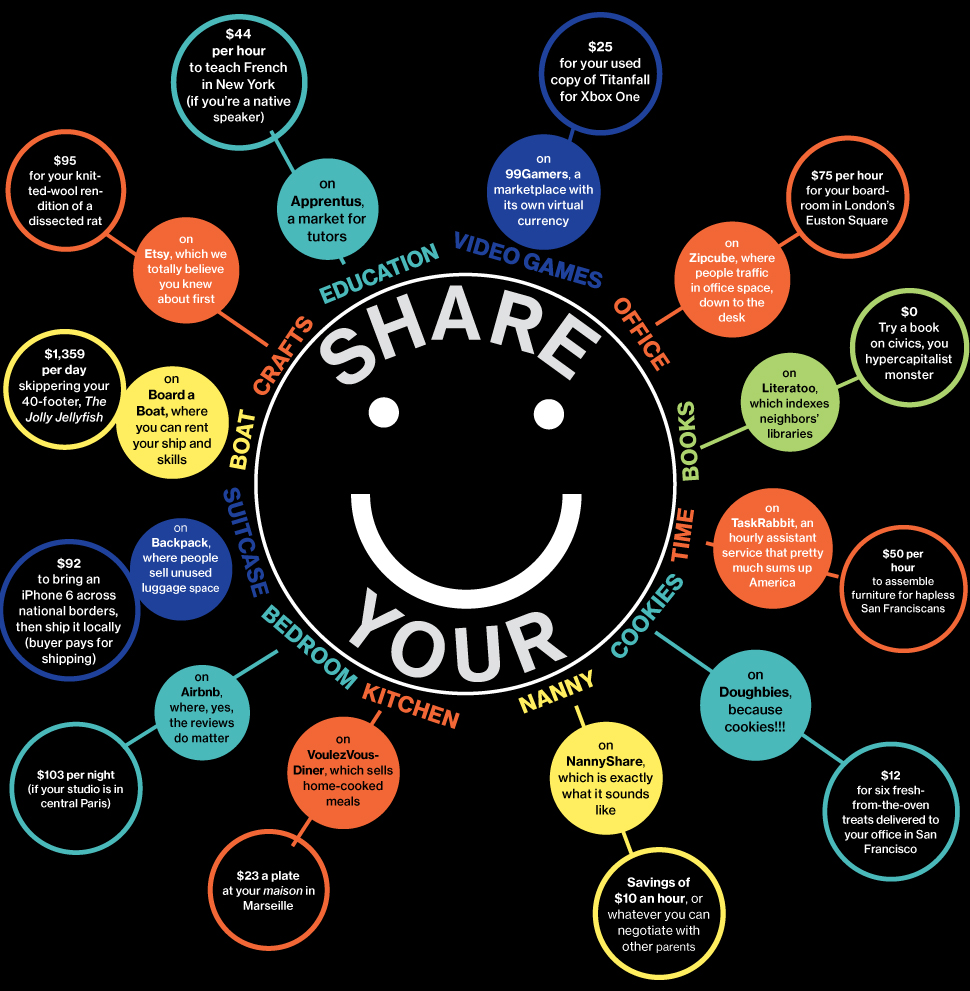 SHARE
YOUR
VIDEO GAMES
on
99Gamers, a
marketplace with
its own virtual
currency
$25
for your used
copy of Titanfall
for Xbox One
OFFICE
on
Zipcube, where
people traffic
in office space,
down to the
desk
$75 per hour
for your board-
room in London's
Euston Square
BOOKS
on
Literatoo,
which indexes
neighbors'
libraries
$0
Try a book
on civics, you
hypercapitalist
monster
TIME
on
TaskRabbit, an
hourly assistant
service that pretty
much sums up
America
$50 per
hour
to assemble
furniture for hapless
San Franciscans
COOKIES
on
Doughbies,
because
cookies!!!
$12
for six fresh-
from-the-oven
treats delivered to
your office in San
Francisco
NANNY
on
NannyShare,
which is exactly
what it sounds
like
Savings of
$10 an hour, or
whatever you can
negotiate with
other parents
KITCHEN
on
VoulezVous-
Diner, which sells
home-cooked
meals
$23 a plate
at your maison in
Marseille
BEDROOM
on
Airbnb,
where, yes,
the reviews
do matter
$103 per night
(if your studio is in
central Paris)
SUITCASE
on
Backpack,
where people
sell unused
luggage space
$92
to bring an
iPhone 6 across
national borders,
then ship it locally
(buyer pays for
shipping)
BOAT
on
Board a
Boat, where
you can rent
your ship and
skills
$1,359
per day
skippering your
40-footer, The
Jolly Jellyfish
CRAFTS
on
Etsy, which we
totally believe
you knew
about first
$95
for your knit-
ted-wool ren-
dition of a
dissected rat
EDUCATION
on
Apprentus,
a market for
tutors
$44
per hour
to teach French
in New York
(if you're a native
speaker)